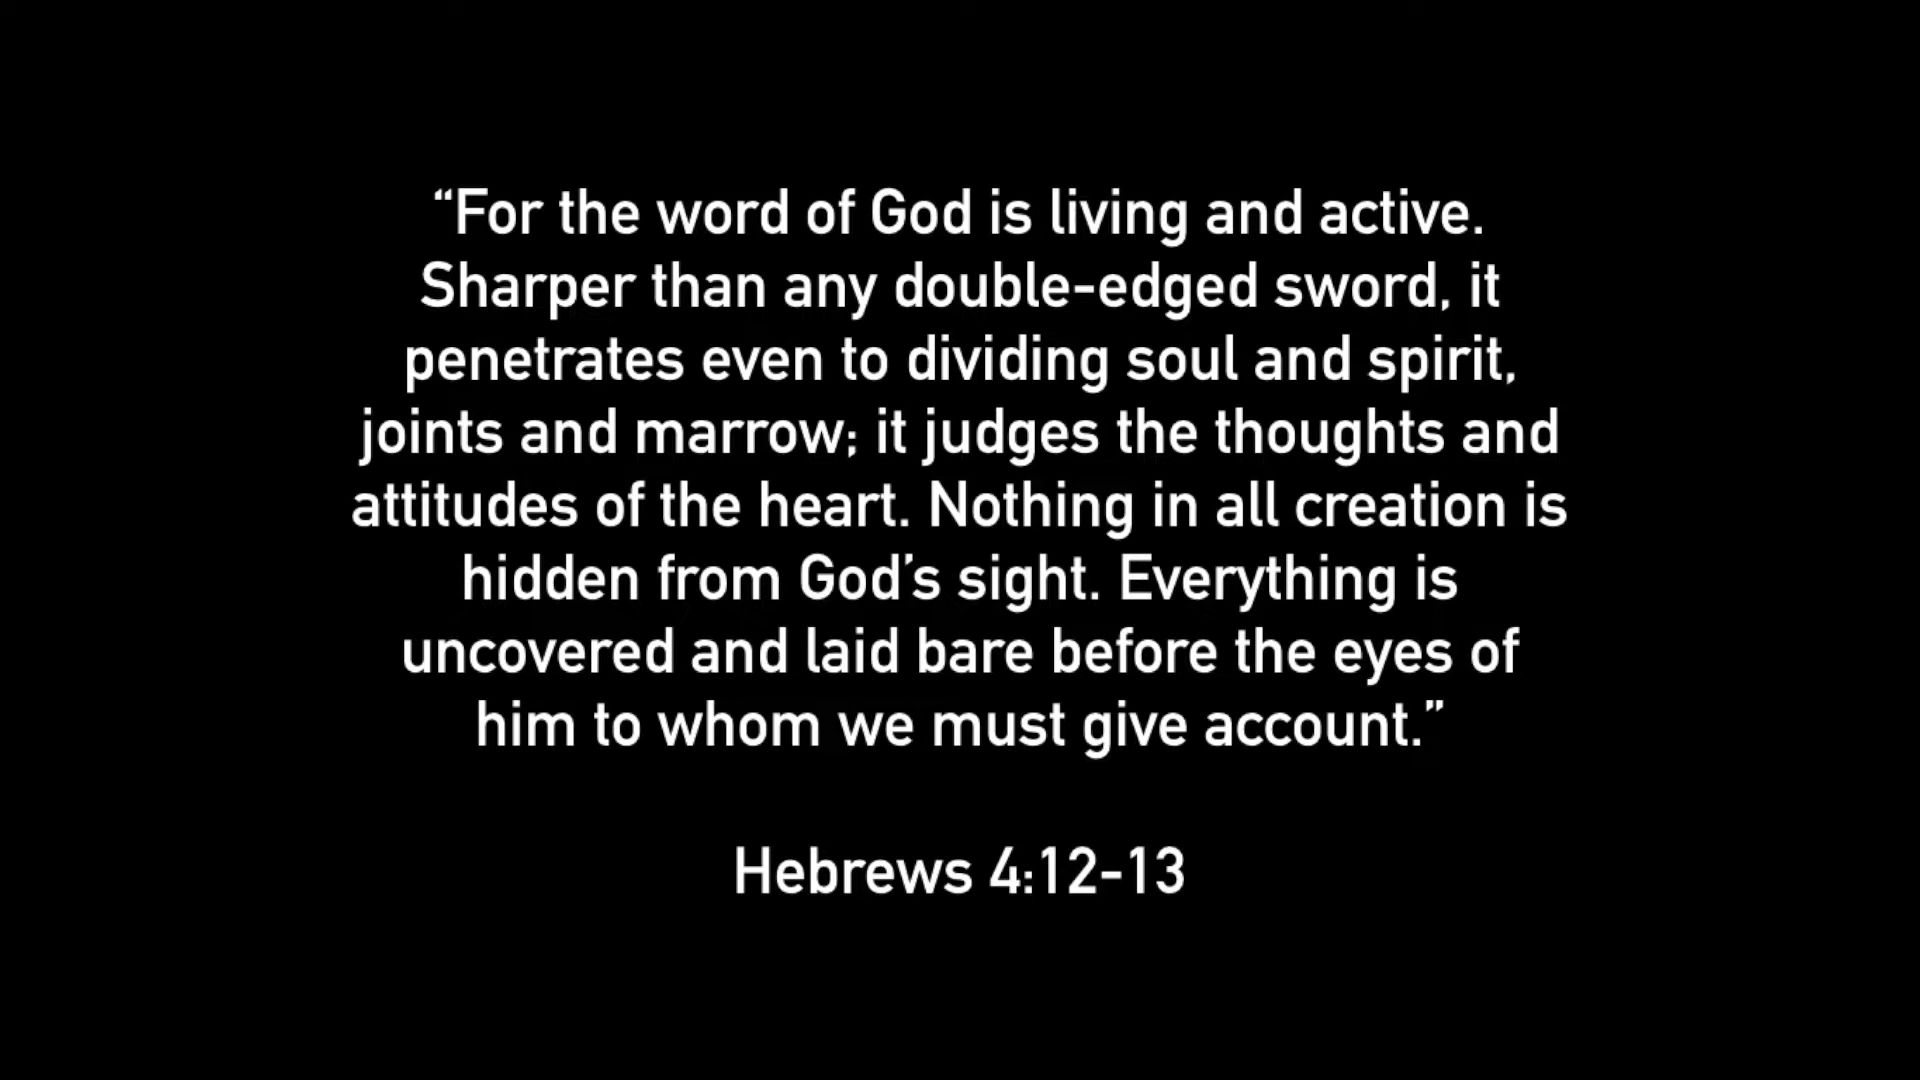 “For the word of God is living and active.
Sharper than any double-edged sword, it
penetrates even to dividing soul and spirit,
joints and marrow; it judges the thoughts and
attitudes of the heart. Nothing in all creation is
hidden from God’s sight. Everything is
uncovered and laid bare before the eyes of
him to whom we must give account.”
Hebrews 4:12-13